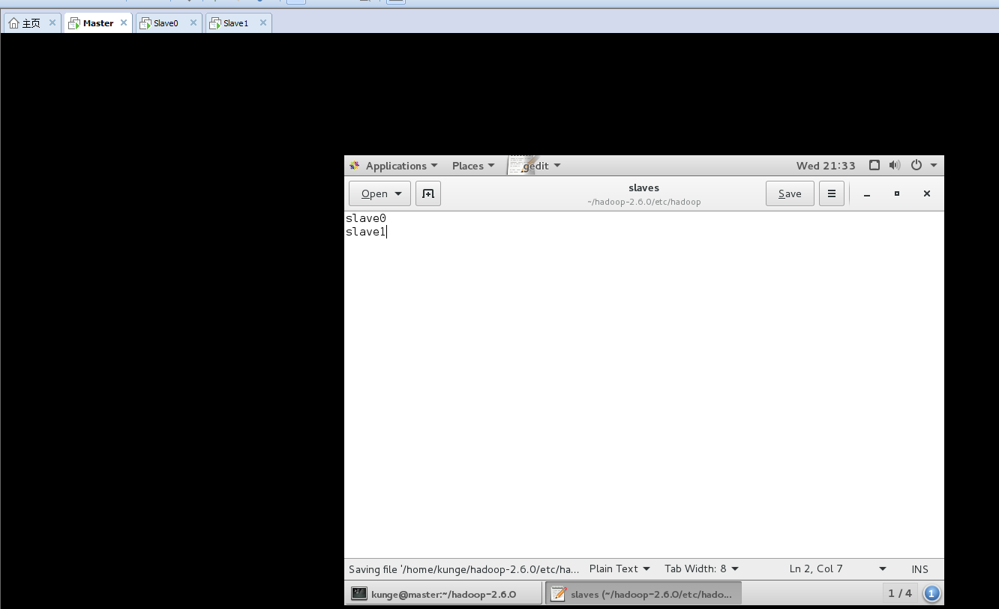 主页 Master Slave0 Slave1
Applications Places gedit Wed 21:33
Open slaves Save
~/hadoop-2.6.0/etc/hadoop
slave0
slave1
Saving file '/home/kunge/hadoop-2.6.0/etc/ha... Plain Text Tab Width: 8 Ln 2, Col 7 INS
kunge@master:~/hadoop-2.6.0 slaves (~/hadoop-2.6.0/etc/hado... 1 / 4 1